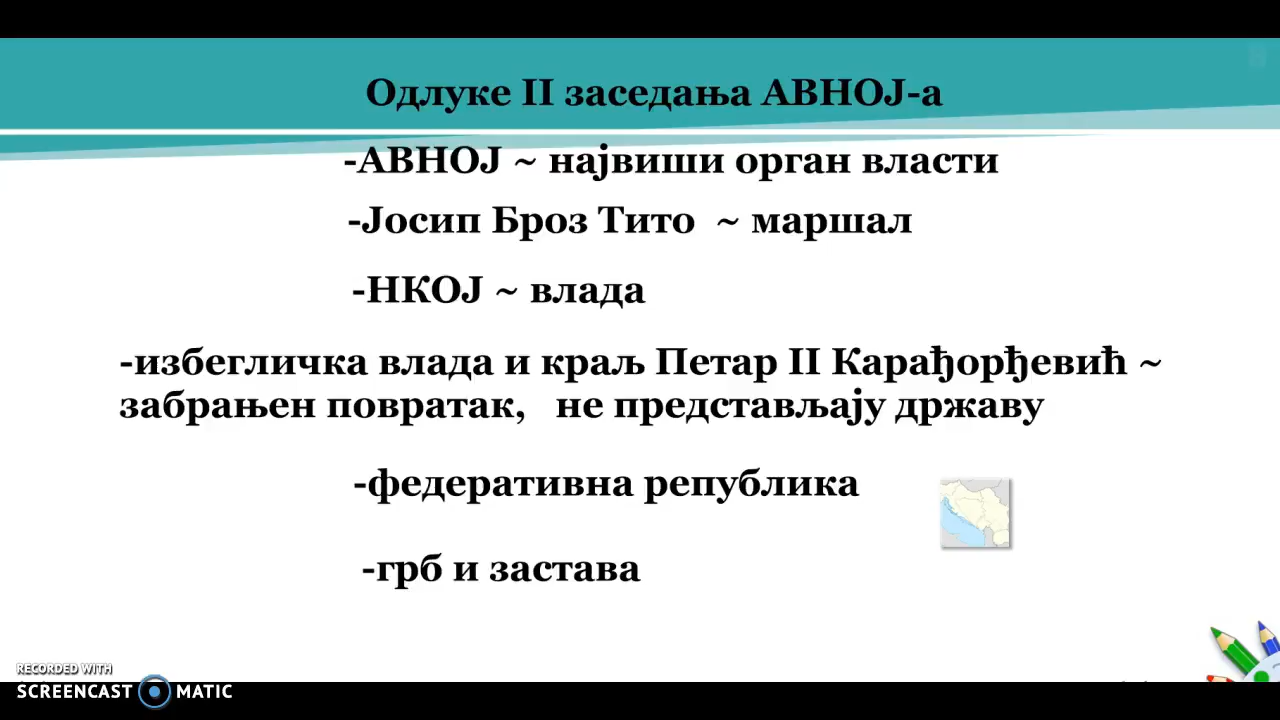 Одлуке II заседања АВНОЈ-а
-АВНОЈ ~ највиши орган власти
-Јосип Броз Тито ~ маршал
-НКОЈ ~ влада
-избегличка влада и краљ Петар II Карађорђевић ~
забрањен повратак, не представљају државу
-федеративна република
-грб и застава
RECORDED WITH
SCREENCAST MATIC